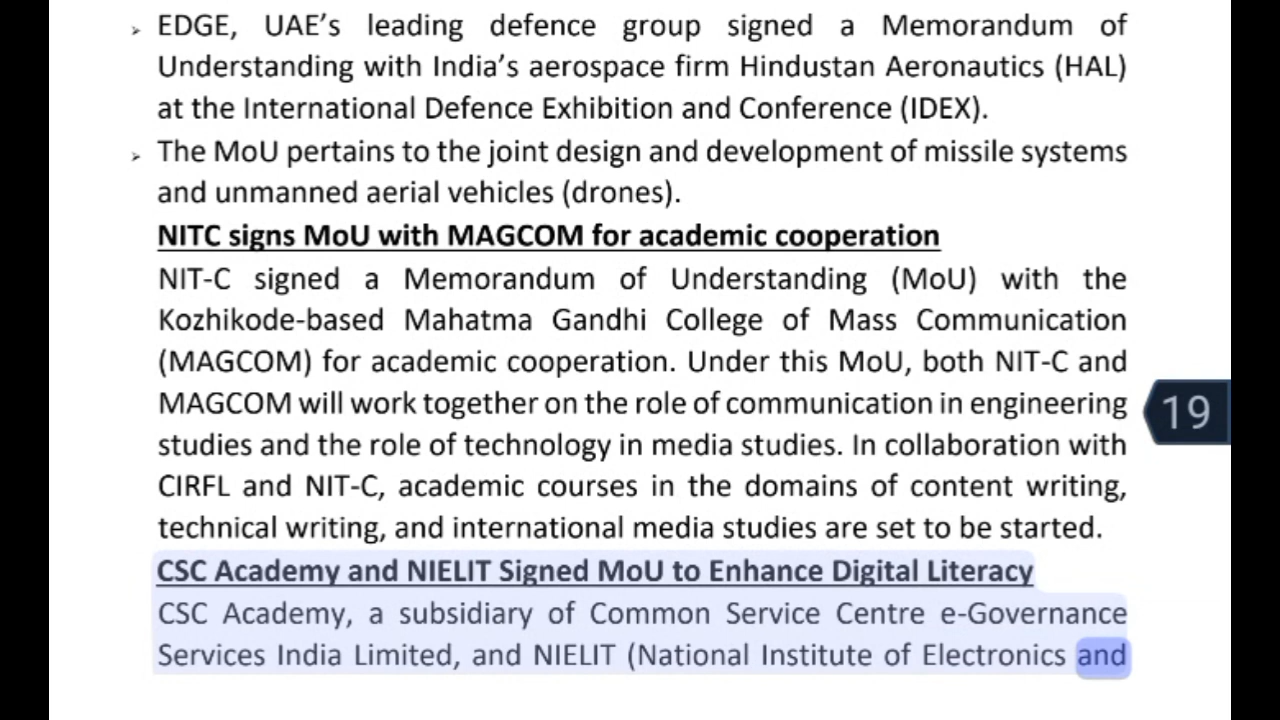 ➢ EDGE, UAE’s leading defence group signed a Memorandum of
Understanding with India’s aerospace firm Hindustan Aeronautics (HAL)
at the International Defence Exhibition and Conference (IDEX).
➢ The MoU pertains to the joint design and development of missile systems
and unmanned aerial vehicles (drones).
NITC signs MoU with MAGCOM for academic cooperation
NIT-C signed a Memorandum of Understanding (MoU) with the
Kozhikode-based Mahatma Gandhi College of Mass Communication
(MAGCOM) for academic cooperation. Under this MoU, both NIT-C and
MAGCOM will work together on the role of communication in engineering
studies and the role of technology in media studies. In collaboration with
CIRFL and NIT-C, academic courses in the domains of content writing,
technical writing, and international media studies are set to be started.
CSC Academy and NIELIT Signed MoU to Enhance Digital Literacy
CSC Academy, a subsidiary of Common Service Centre e-Governance
Services India Limited, and NIELIT (National Institute of Electronics and
19